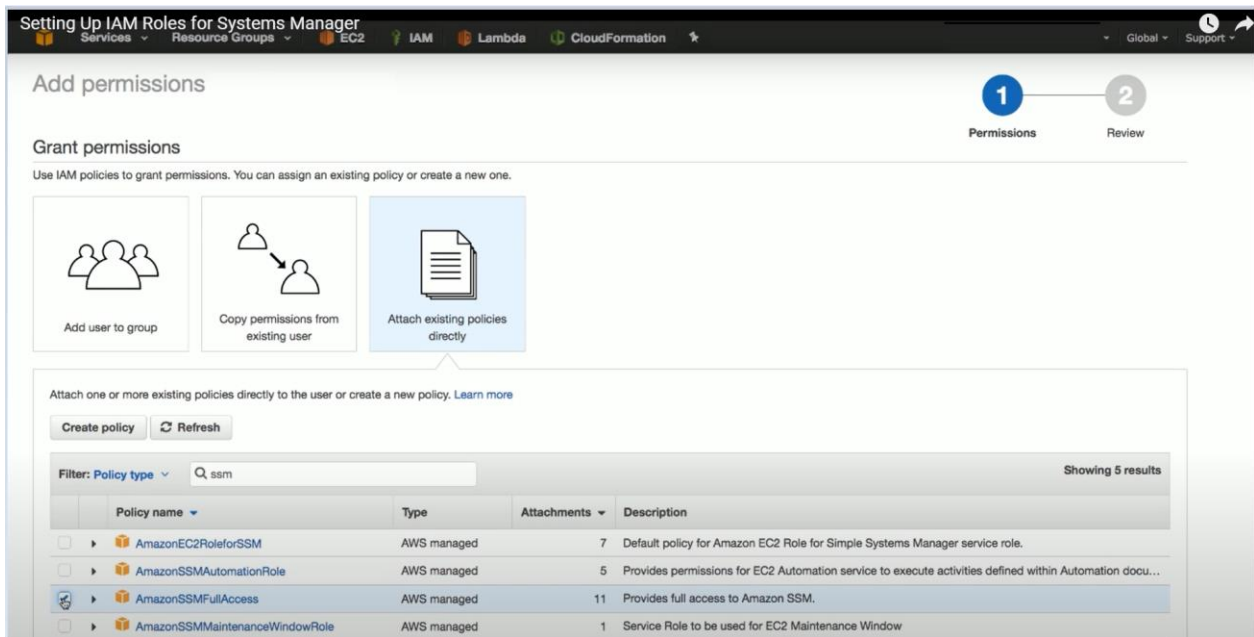 Setting Up IAM Roles for Systems Manager
Services Resource Groups EC2 IAM Lambda CloudFormation Global Support
Add permissions
1 2
Permissions Review
Grant permissions
Use IAM policies to grant permissions. You can assign an existing policy or create a new one.
Add user to group
Copy permissions from
existing user
Attach existing policies
directly
Attach one or more existing policies directly to the user or create a new policy. Learn more
Create policy Refresh
Filter: Policy type ssm Showing 5 results
Policy name Type Attachments Description
AmazonEC2RoleforSSM AWS managed 7 Default policy for Amazon EC2 Role for Simple Systems Manager service role.
AmazonSSMAutomationRole AWS managed 5 Provides permissions for EC2 Automation service to execute activities defined within Automation docu...
AmazonSSMFullAccess AWS managed 11 Provides full access to Amazon SSM.
AmazonSSMMaintenanceWindowRole AWS managed 1 Service Role to be used for EC2 Maintenance Window